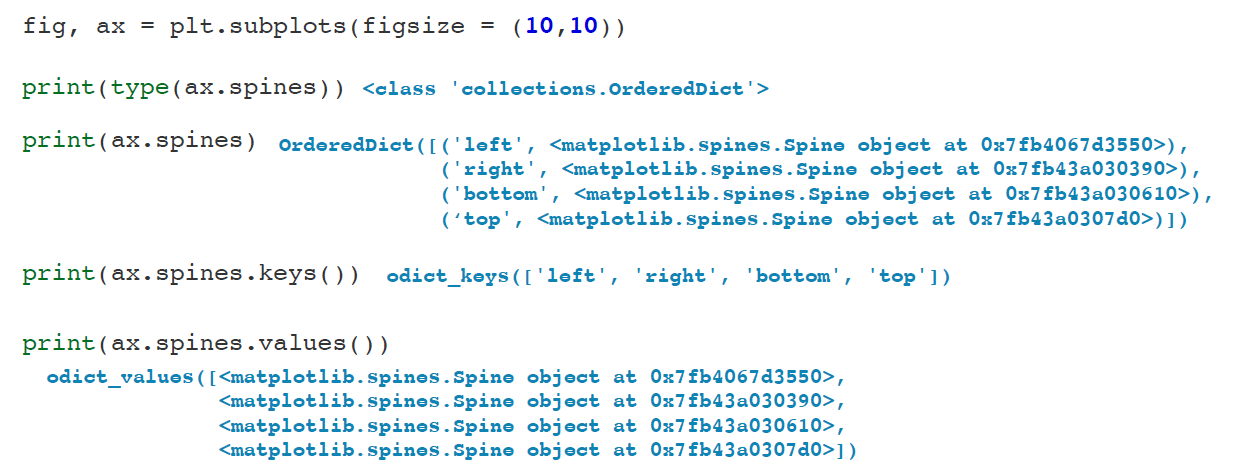 fig, ax = plt.subplots(figsize = (10,10))
print(type(ax.spines)) <class 'collections.OrderedDict'>
print(ax.spines) OrderedDict([('left', <matplotlib.spines.Spine object at 0x7fb4067d3550>),
('right', <matplotlib.spines.Spine object at 0x7fb43a030390>),
('bottom', <matplotlib.spines.Spine object at 0x7fb43a030610>),
(‘top', <matplotlib.spines.Spine object at 0x7fb43a0307d0>)])
print(ax.spines.keys()) odict_keys(['left', 'right', 'bottom', 'top'])
print(ax.spines.values())
odict_values([<matplotlib.spines.Spine object at 0x7fb4067d3550>,
<matplotlib.spines.Spine object at 0x7fb43a030390>,
<matplotlib.spines.Spine object at 0x7fb43a030610>,
<matplotlib.spines.Spine object at 0x7fb43a0307d0>])